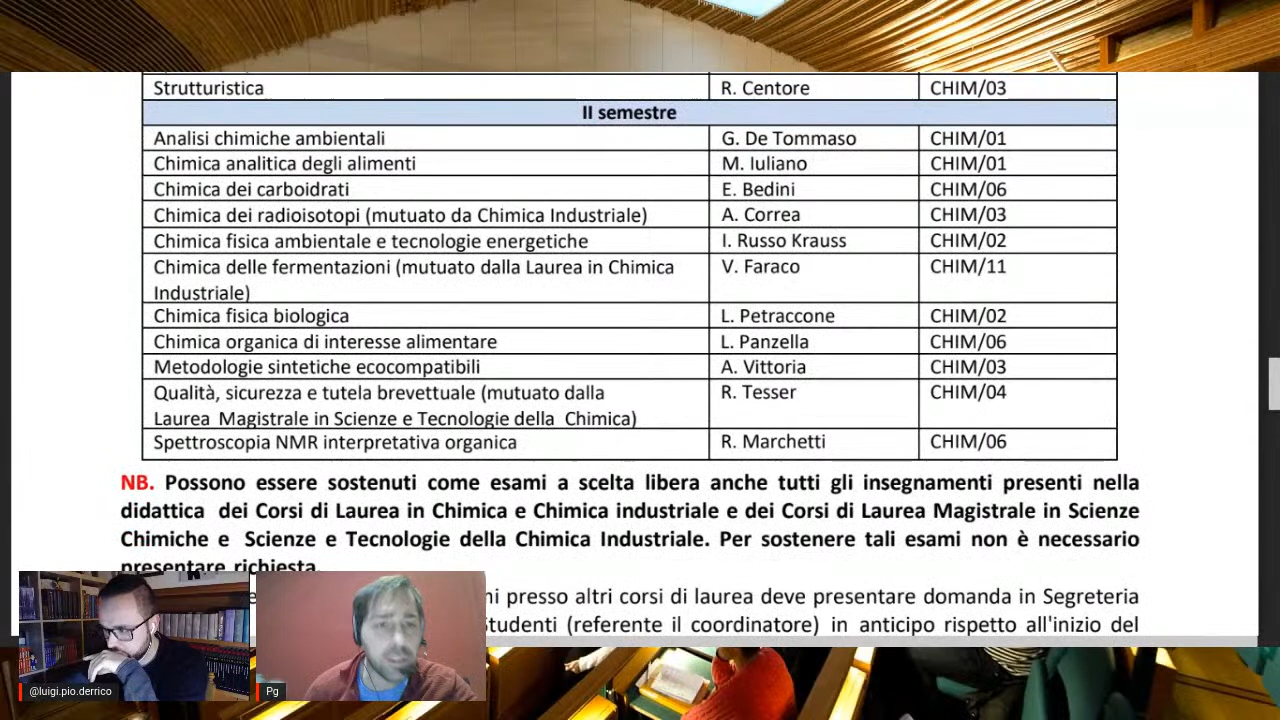 Strutturistica R. Centore CHIM/03
II semestre
Analisi chimiche ambientali G. De Tommaso CHIM/01
Chimica analitica degli alimenti M. Iuliano CHIM/01
Chimica dei carboidrati E. Bedini CHIM/06
Chimica dei radioisotopi (mutuato da Chimica Industriale) A. Correa CHIM/03
Chimica fisica ambientale e tecnologie energetiche I. Russo Krauss CHIM/02
Chimica delle fermentazioni (mutuato dalla Laurea in Chimica V. Faraco CHIM/11
Industriale)
Chimica fisica biologica L. Petraccone CHIM/02
Chimica organica di interesse alimentare L. Panzella CHIM/06
Metodologie sintetiche ecocompatibili A. Vittoria CHIM/03
Qualità, sicurezza e tutela brevettuale (mutuato dalla R. Tesser CHIM/04
Laurea Magistrale in Scienze e Tecnologie della Chimica)
Spettroscopia NMR interpretativa organica R. Marchetti CHIM/06
NB. Possono essere sostenuti come esami a scelta libera anche tutti gli insegnamenti presenti nella
didattica dei Corsi di Laurea in Chimica e Chimica industriale e dei Corsi di Laurea Magistrale in Scienze
Chimiche e Scienze e Tecnologie della Chimica Industriale. Per sostenere tali esami non è necessario
presentare richiesta.
presso altri corsi di laurea deve presentare domanda in Segreteria
Studenti (referente il coordinatore) in anticipo rispetto all'inizio del
@luigi.pio.derrico
Pg